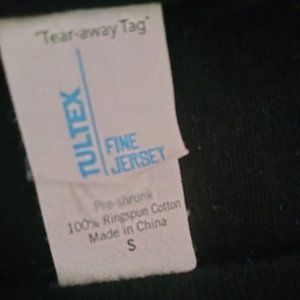 "Tear-away Tag"
TULTEX
FINE
JERSEY
Pre-shrunk
100% Ringspun Cotton
Made in China
S